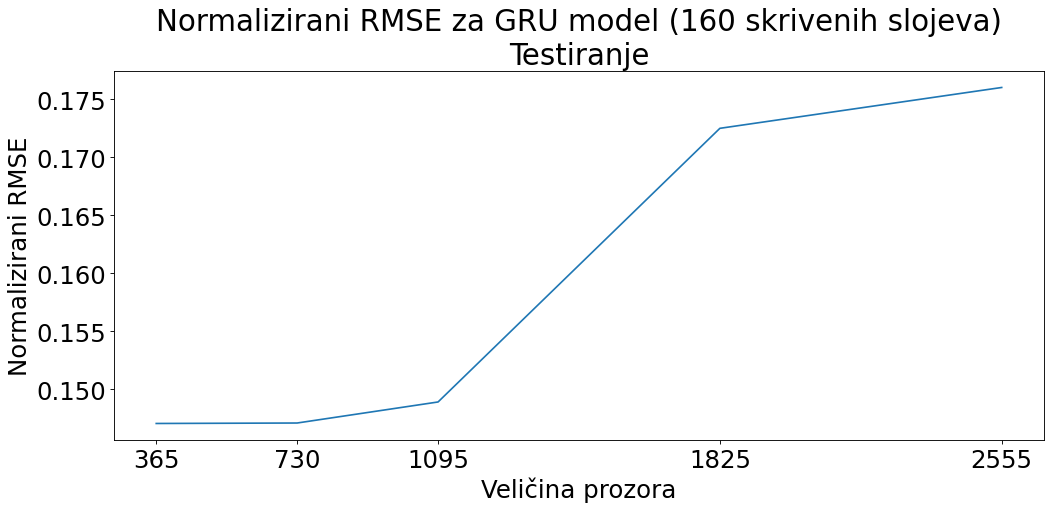 Normalizirani RMSE za GRU model (160 skrivenih slojeva)
Testiranje
Normalizirani RMSE
0.175
0.170
0.165
0.160
0.155
0.150
365 730 1095 1825 2555
Veličina prozora